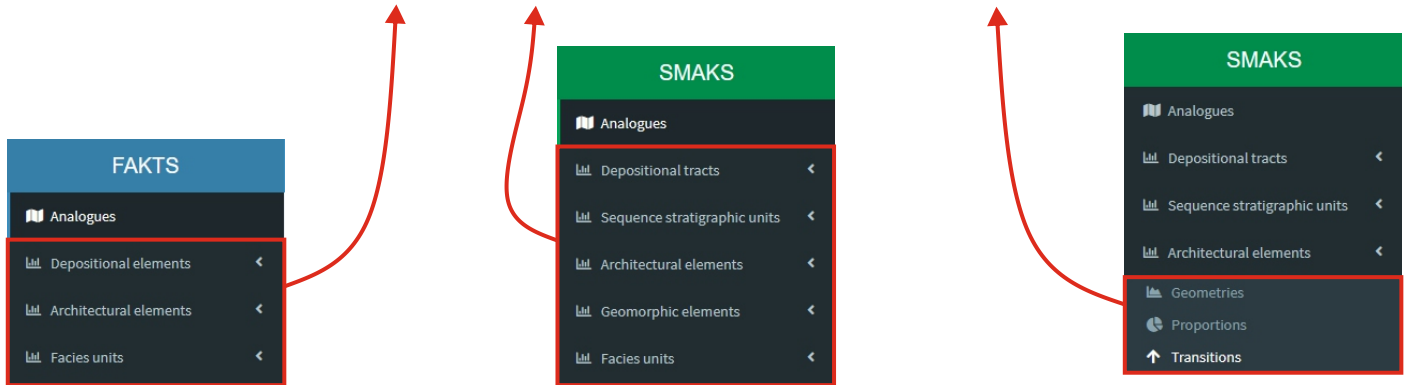 FAKTS
Analogues
Depositional elements
Architectural elements
Facies units
SMAKS
Analogues
Depositional tracts
Sequence stratigraphic units
Architectural elements
Geomorphic elements
Facies units
SMAKS
Analogues
Depositional tracts
Sequence stratigraphic units
Architectural elements
Geometries
Proportions
Transitions